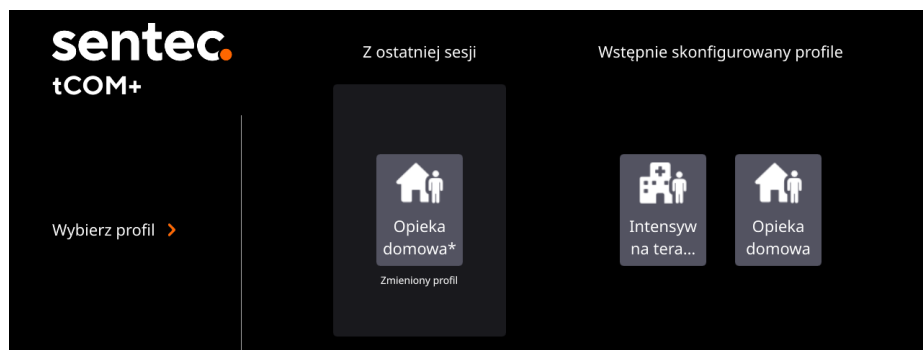 sentec.
tCOM+
Z ostatniej sesji
Wstępnie skonfigurowany profile
Wybierz profil
Opieka
domowa*
Zmieniony profil
Intensyw
na tera...
Opieka
domowa